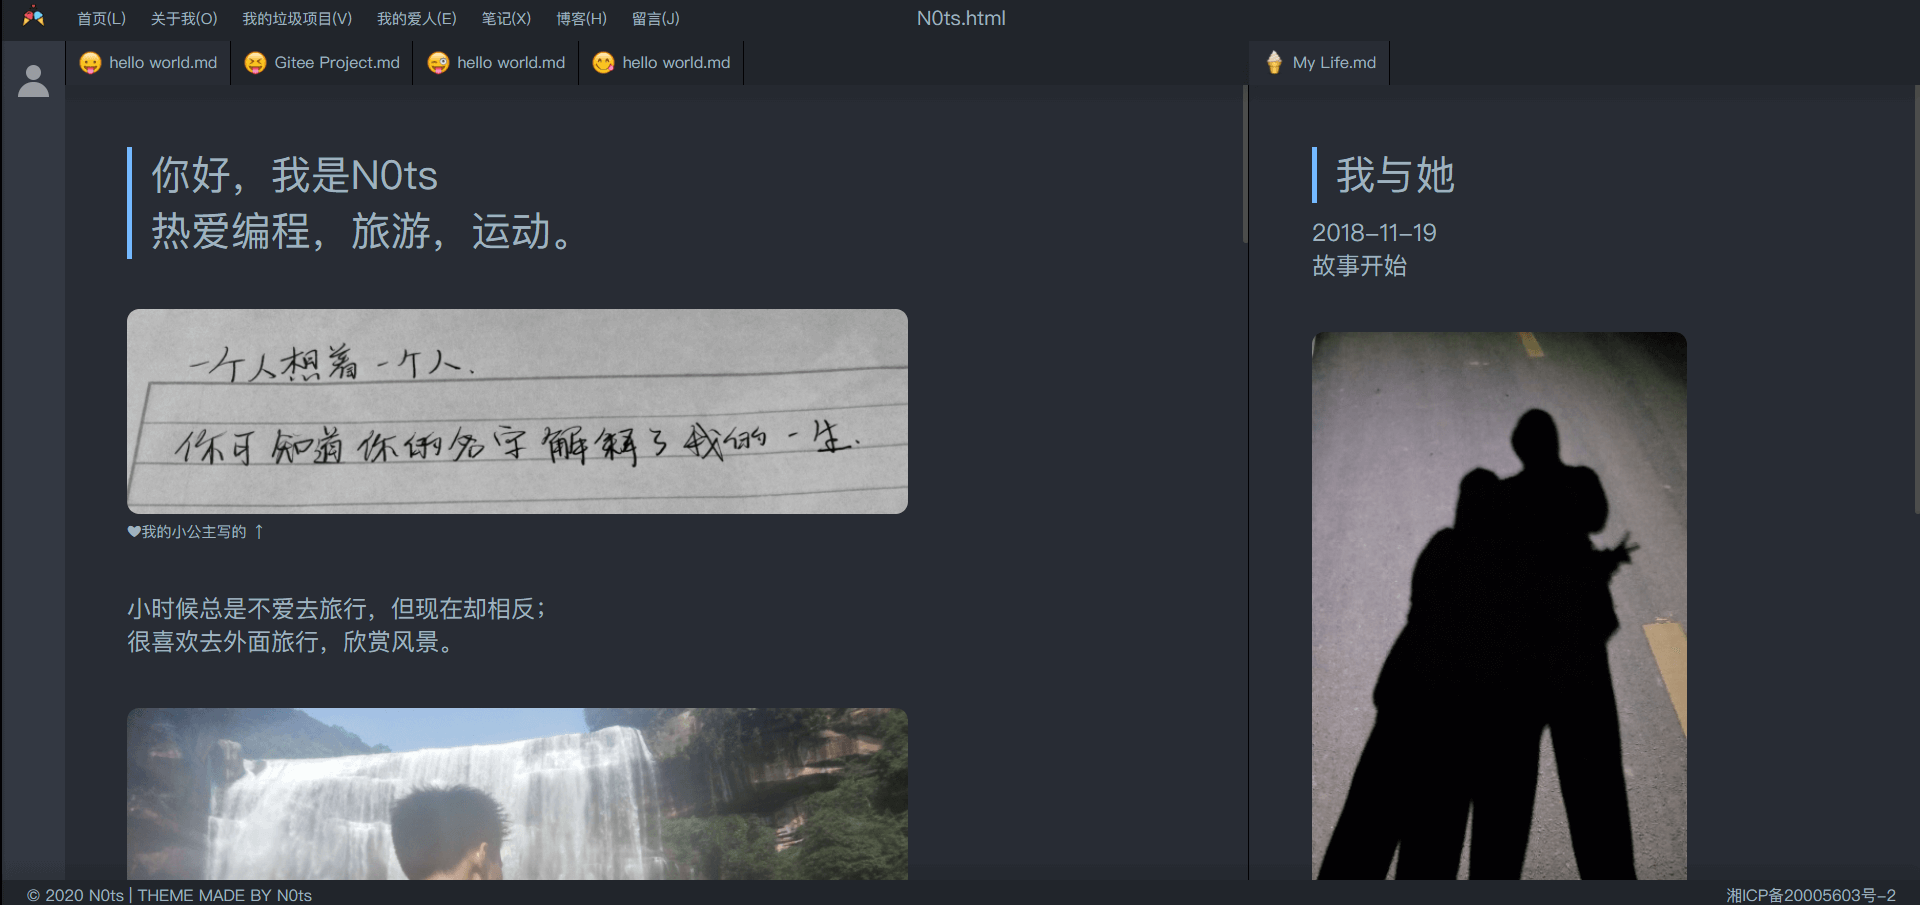 首页(L) 关于我(O) 我的垃圾项目(V) 我的爱人(E) 笔记(X) 博客(H) 留言(J) N0ts.html
hello world.md Gitee Project.md hello world.md hello world.md
你好，我是N0ts
热爱编程，旅游，运动。
一个人想着一个人.
你可知道你的名字解释了我的一生.
♥我的小公主写的 ↑
小时候总是不爱去旅行，但现在却相反；
很喜欢去外面旅行，欣赏风景。
My Life.md
我与她
2018-11-19
故事开始
© 2020 N0ts | THEME MADE BY N0ts
湘ICP备20005603号-2